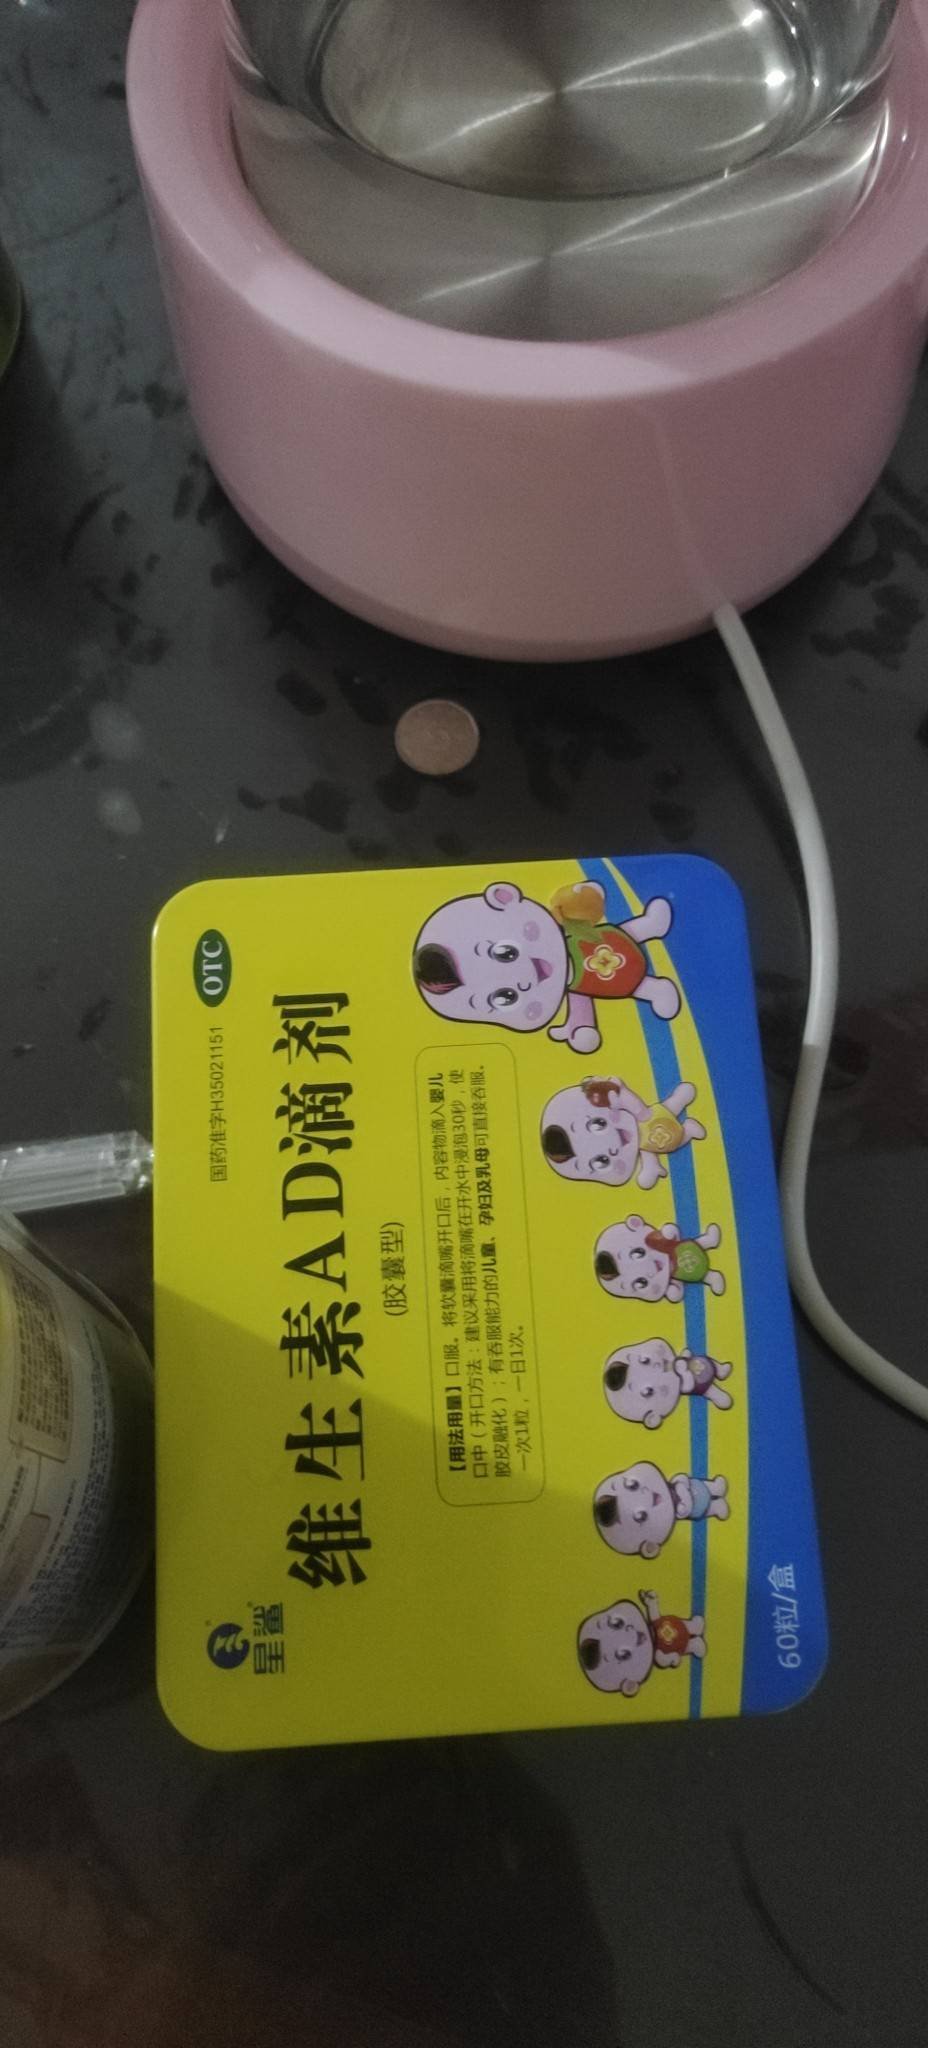 星鲨
国药准字H35021151
OTC
维生素AD滴剂
(胶囊型)
【用法用量】口服。将软囊滴嘴开口后，内容物滴入婴儿
口中（开口方法：建议采用将滴嘴在开水中浸泡30秒，使
胶皮融化）；有吞服能力的儿童、孕妇及乳母可直接吞服。
一次1粒，一日1次。
60粒/盒